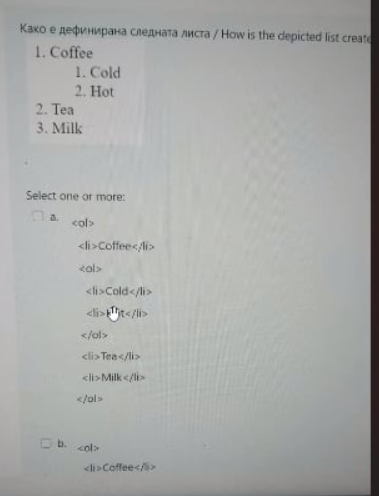 Како е дефинирана следната листа / How is the depicted list create
1. Coffee
1. Cold
2. Hot
2. Tea
3. Milk
Select one or more:
a.
<ol>
<li>Coffee</li>
<ol>
<li>Cold</li>
<li>Hot</li>
</ol>
<li>Tea</li>
<li>Milk</li>
</ol>
b.
<ol>
<li>Coffee</li>